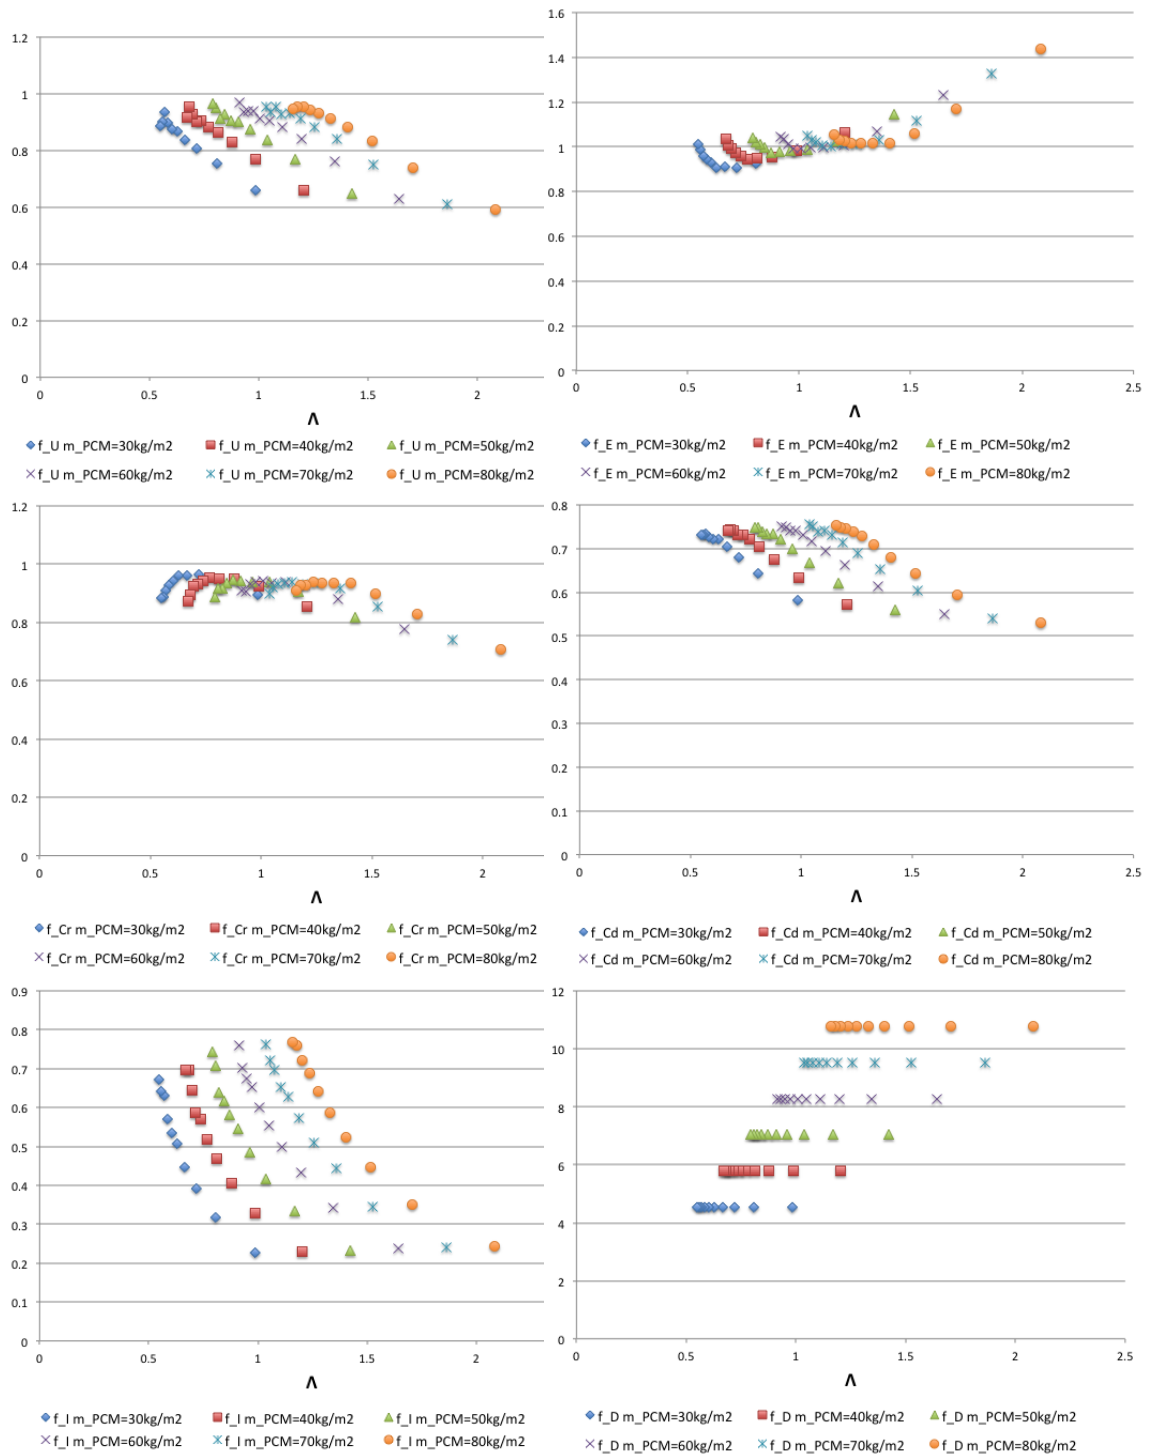 1.2
1
0.8
0.6
0.4
0.2
0
0 0.5 1 1.5 2
Λ
f_U m_PCM=30kg/m2 f_U m_PCM=40kg/m2 f_U m_PCM=50kg/m2
f_U m_PCM=60kg/m2 f_U m_PCM=70kg/m2 f_U m_PCM=80kg/m2
1.6
1.4
1.2
1
0.8
0.6
0.4
0.2
0
0 0.5 1 1.5 2 2.5
Λ
f_E m_PCM=30kg/m2 f_E m_PCM=40kg/m2 f_E m_PCM=50kg/m2
f_E m_PCM=60kg/m2 f_E m_PCM=70kg/m2 f_E m_PCM=80kg/m2
1.2
1
0.8
0.6
0.4
0.2
0
0 0.5 1 1.5 2
Λ
f_Cr m_PCM=30kg/m2 f_Cr m_PCM=40kg/m2 f_Cr m_PCM=50kg/m2
f_Cr m_PCM=60kg/m2 f_Cr m_PCM=70kg/m2 f_Cr m_PCM=80kg/m2
0.8
0.7
0.6
0.5
0.4
0.3
0.2
0.1
0
0 0.5 1 1.5 2 2.5
Λ
f_Cd m_PCM=30kg/m2 f_Cd m_PCM=40kg/m2 f_Cd m_PCM=50kg/m2
f_Cd m_PCM=60kg/m2 f_Cd m_PCM=70kg/m2 f_Cd m_PCM=80kg/m2
0.9
0.8
0.7
0.6
0.5
0.4
0.3
0.2
0.1
0
0 0.5 1 1.5 2
Λ
f_I m_PCM=30kg/m2 f_I m_PCM=40kg/m2 f_I m_PCM=50kg/m2
f_I m_PCM=60kg/m2 f_I m_PCM=70kg/m2 f_I m_PCM=80kg/m2
12
10
8
6
4
2
0
0 0.5 1 1.5 2 2.5
Λ
f_D m_PCM=30kg/m2 f_D m_PCM=40kg/m2 f_D m_PCM=50kg/m2
f_D m_PCM=60kg/m2 f_D m_PCM=70kg/m2 f_D m_PCM=80kg/m2